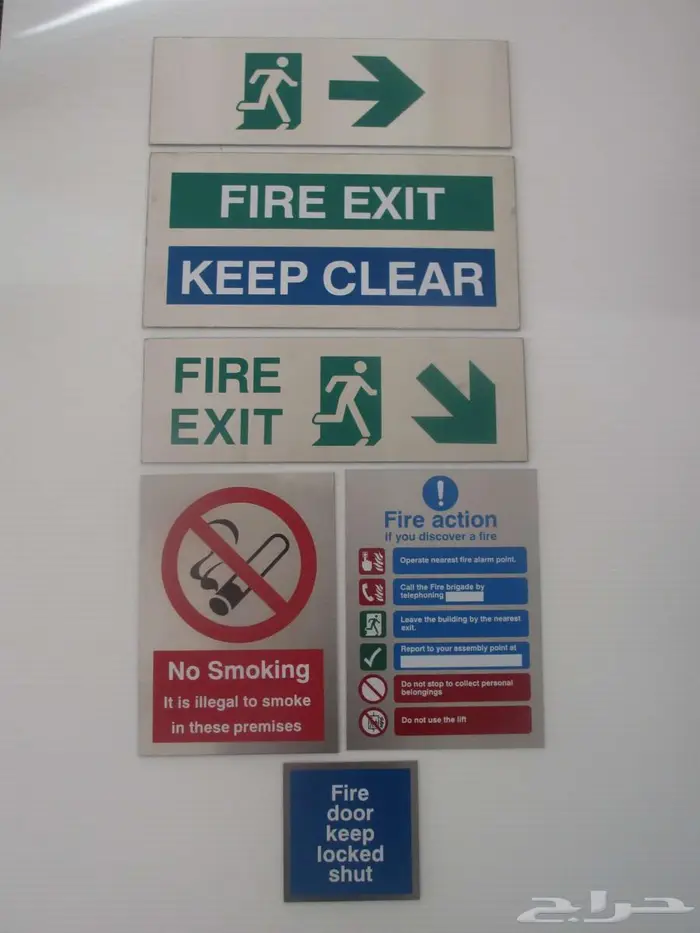 FIRE EXIT
KEEP CLEAR
FIRE
EXIT
No Smoking
It is illegal to smoke
in these premises
Fire action
if you discover a fire
Operate nearest fire alarm point.
Call the Fire brigade by
telephoning
Leave the building by the nearest
exit.
Report to your assembly point at
Do not stop to collect personal
belongings
Do not use the lift
Fire
door
keep
locked
shut
حراج